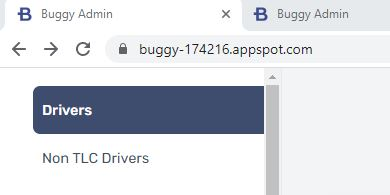 Buggy Admin
Buggy Admin
buggy-174216.appspot.com
Drivers
Non TLC Drivers